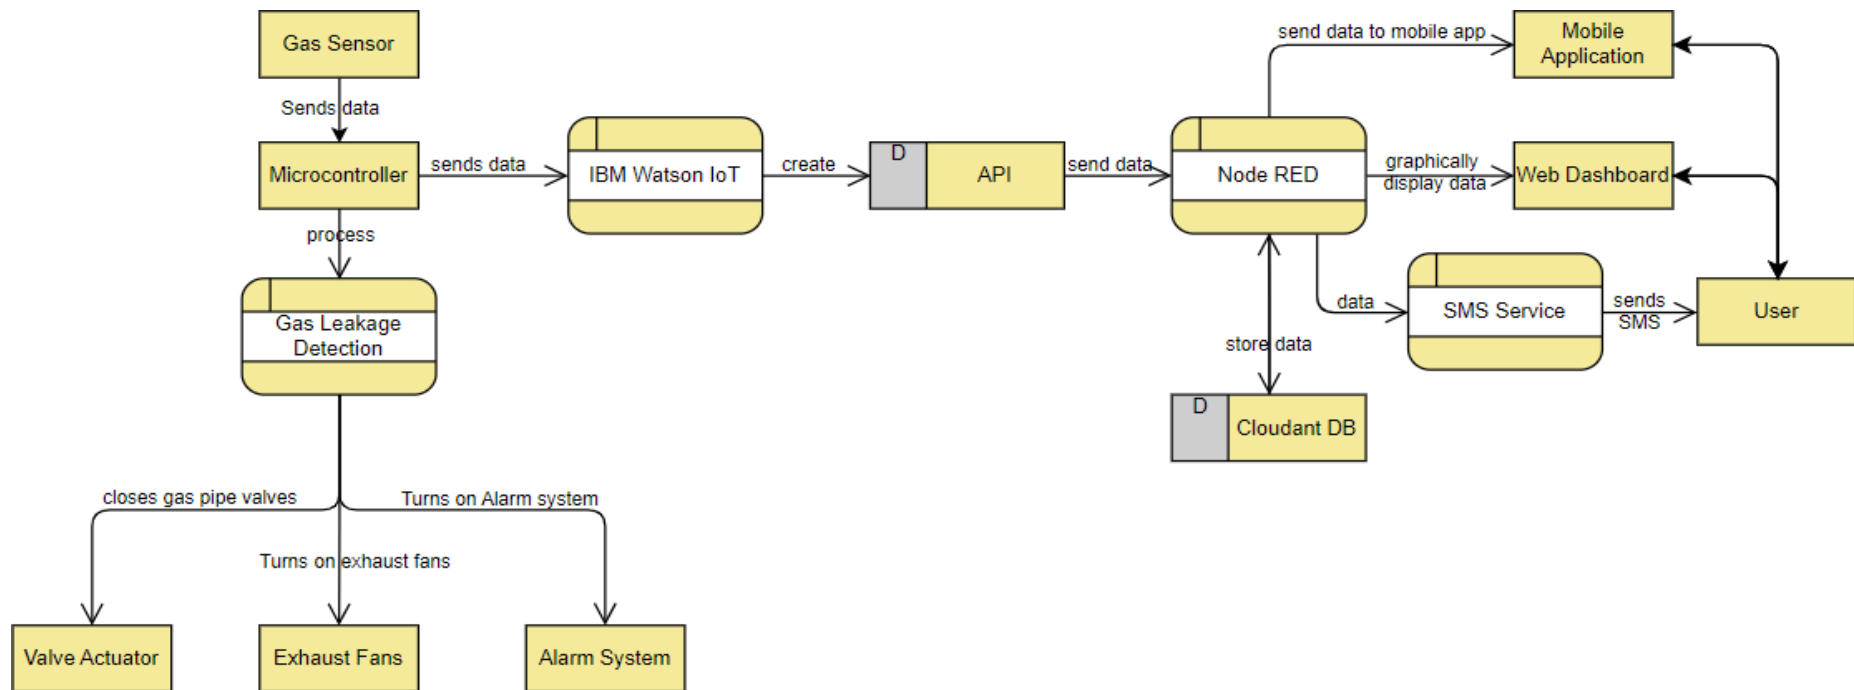 Gas Sensor
send data to mobile app
Mobile
Application
Sends data
D
Microcontroller
sends data
IBM Watson IoT
create
API
send data
Node RED
graphically
display data
Web Dashboard
process
Gas Leakage
Detection
data
SMS Service
sends
SMS
User
store data
D
Cloudant DB
closes gas pipe valves
Turns on Alarm system
Turns on exhaust fans
Valve Actuator
Exhaust Fans
Alarm System